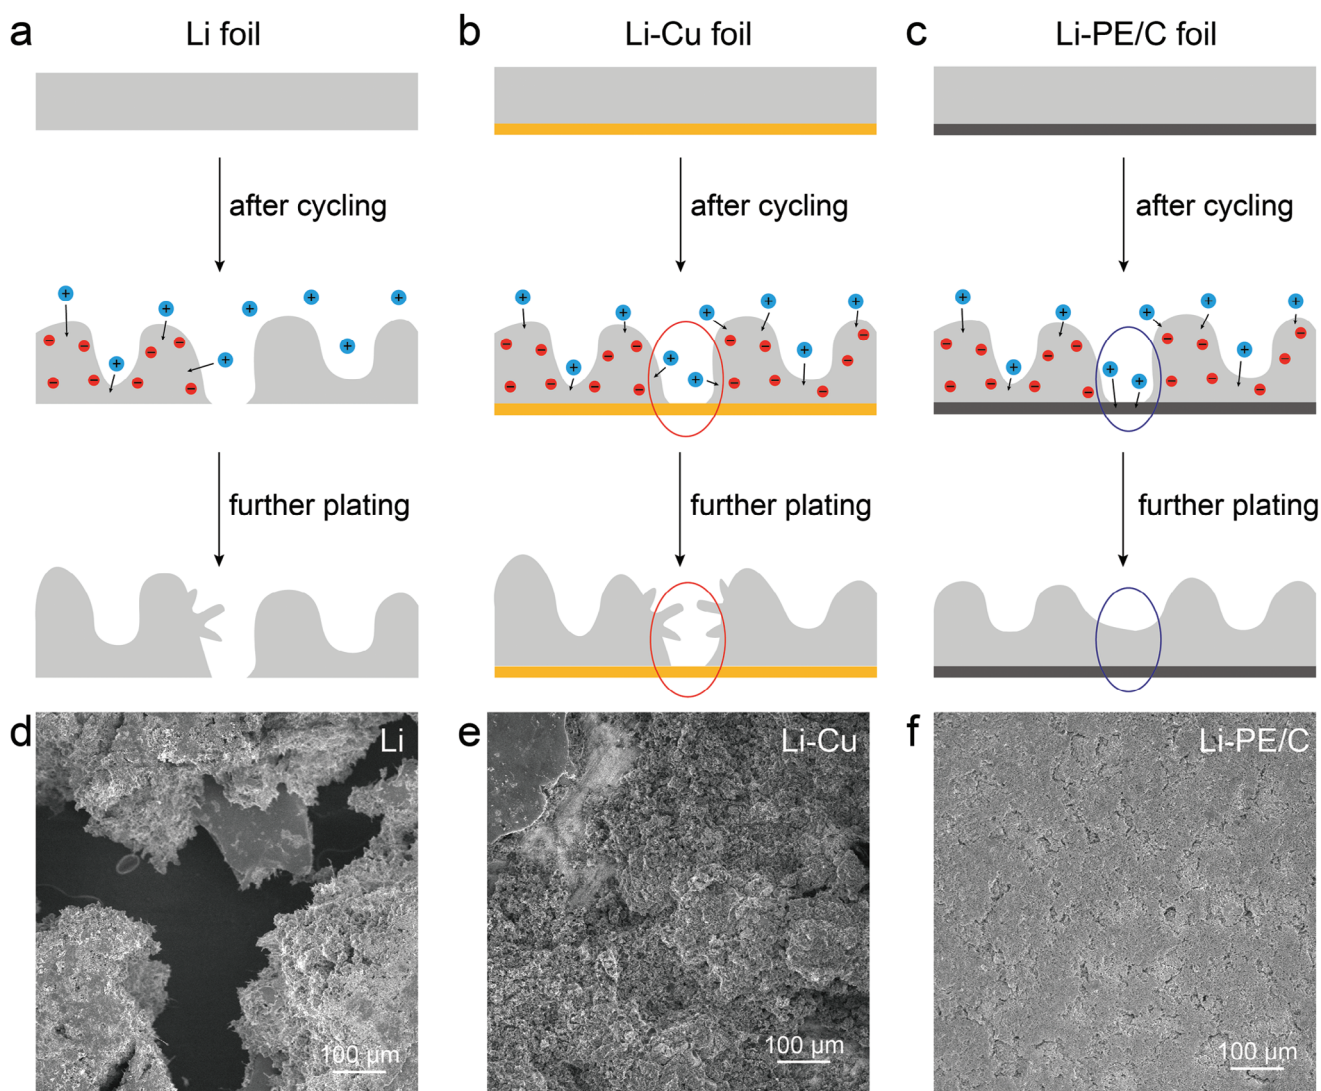 a Li foil
b Li-Cu foil
c Li-PE/C foil
after cycling
after cycling
after cycling
further plating
further plating
further plating
d Li
e Li-Cu
f Li-PE/C
100 µm
100 µm
100 µm